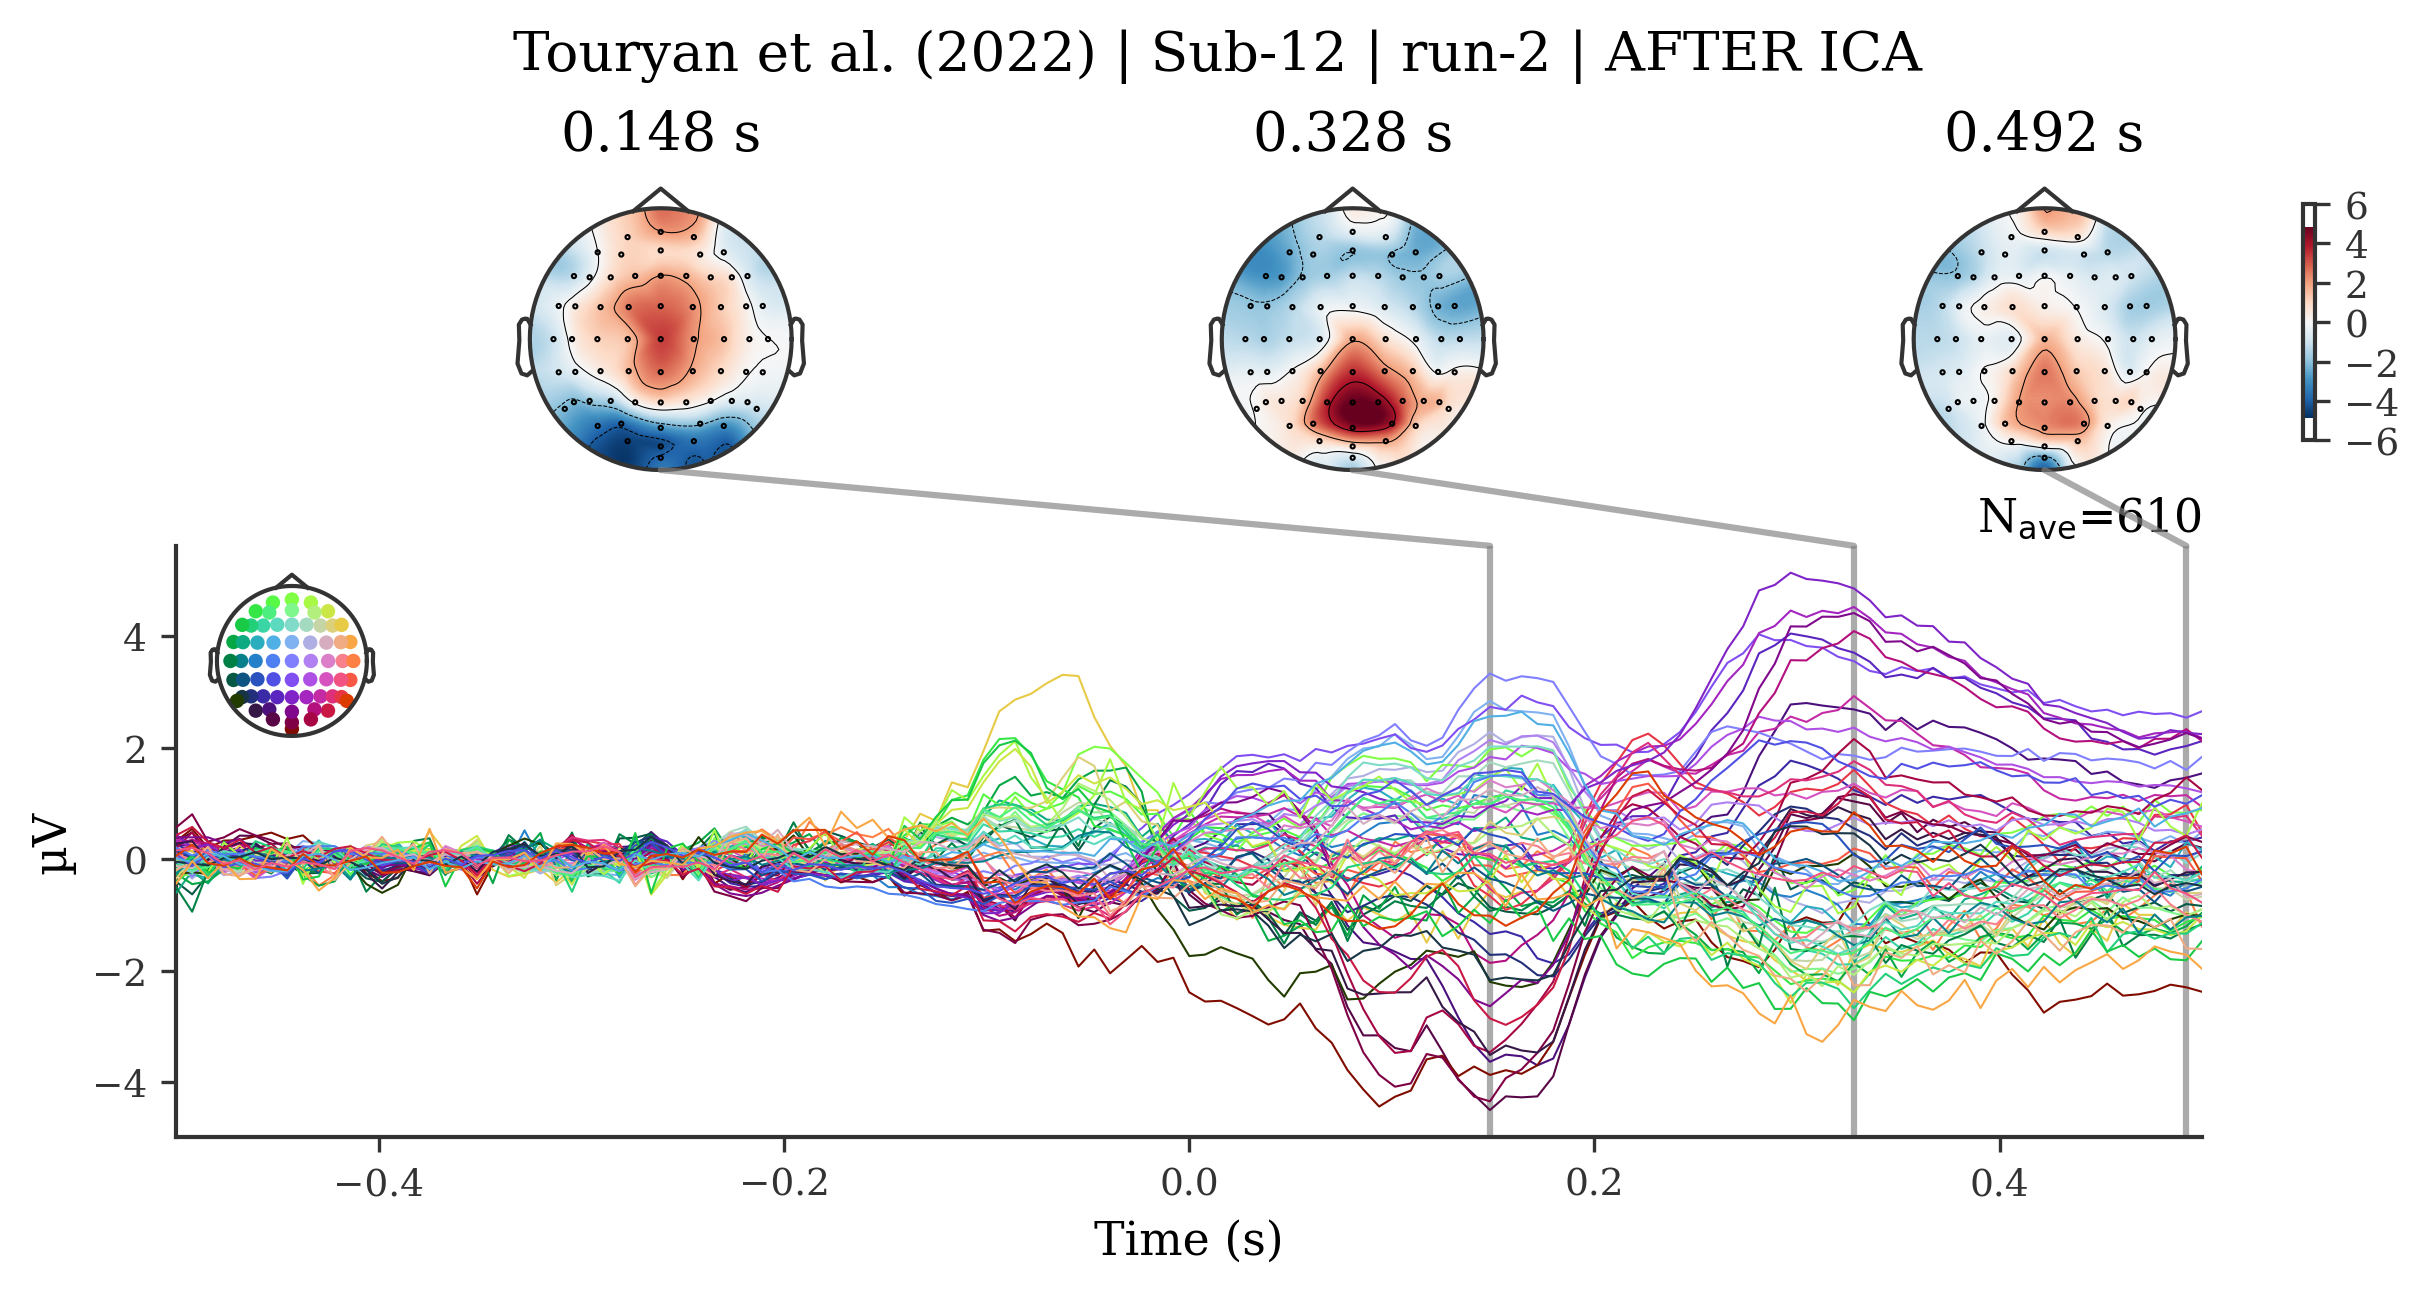 Touryan et al. (2022) | Sub-12 | run-2 | AFTER ICA
0.148 s
0.328 s
0.492 s
6
4
2
0
−2
−4
−6
Nave=610
µV
4
2
0
−2
−4
−0.4
−0.2
0.0
0.2
0.4
Time (s)